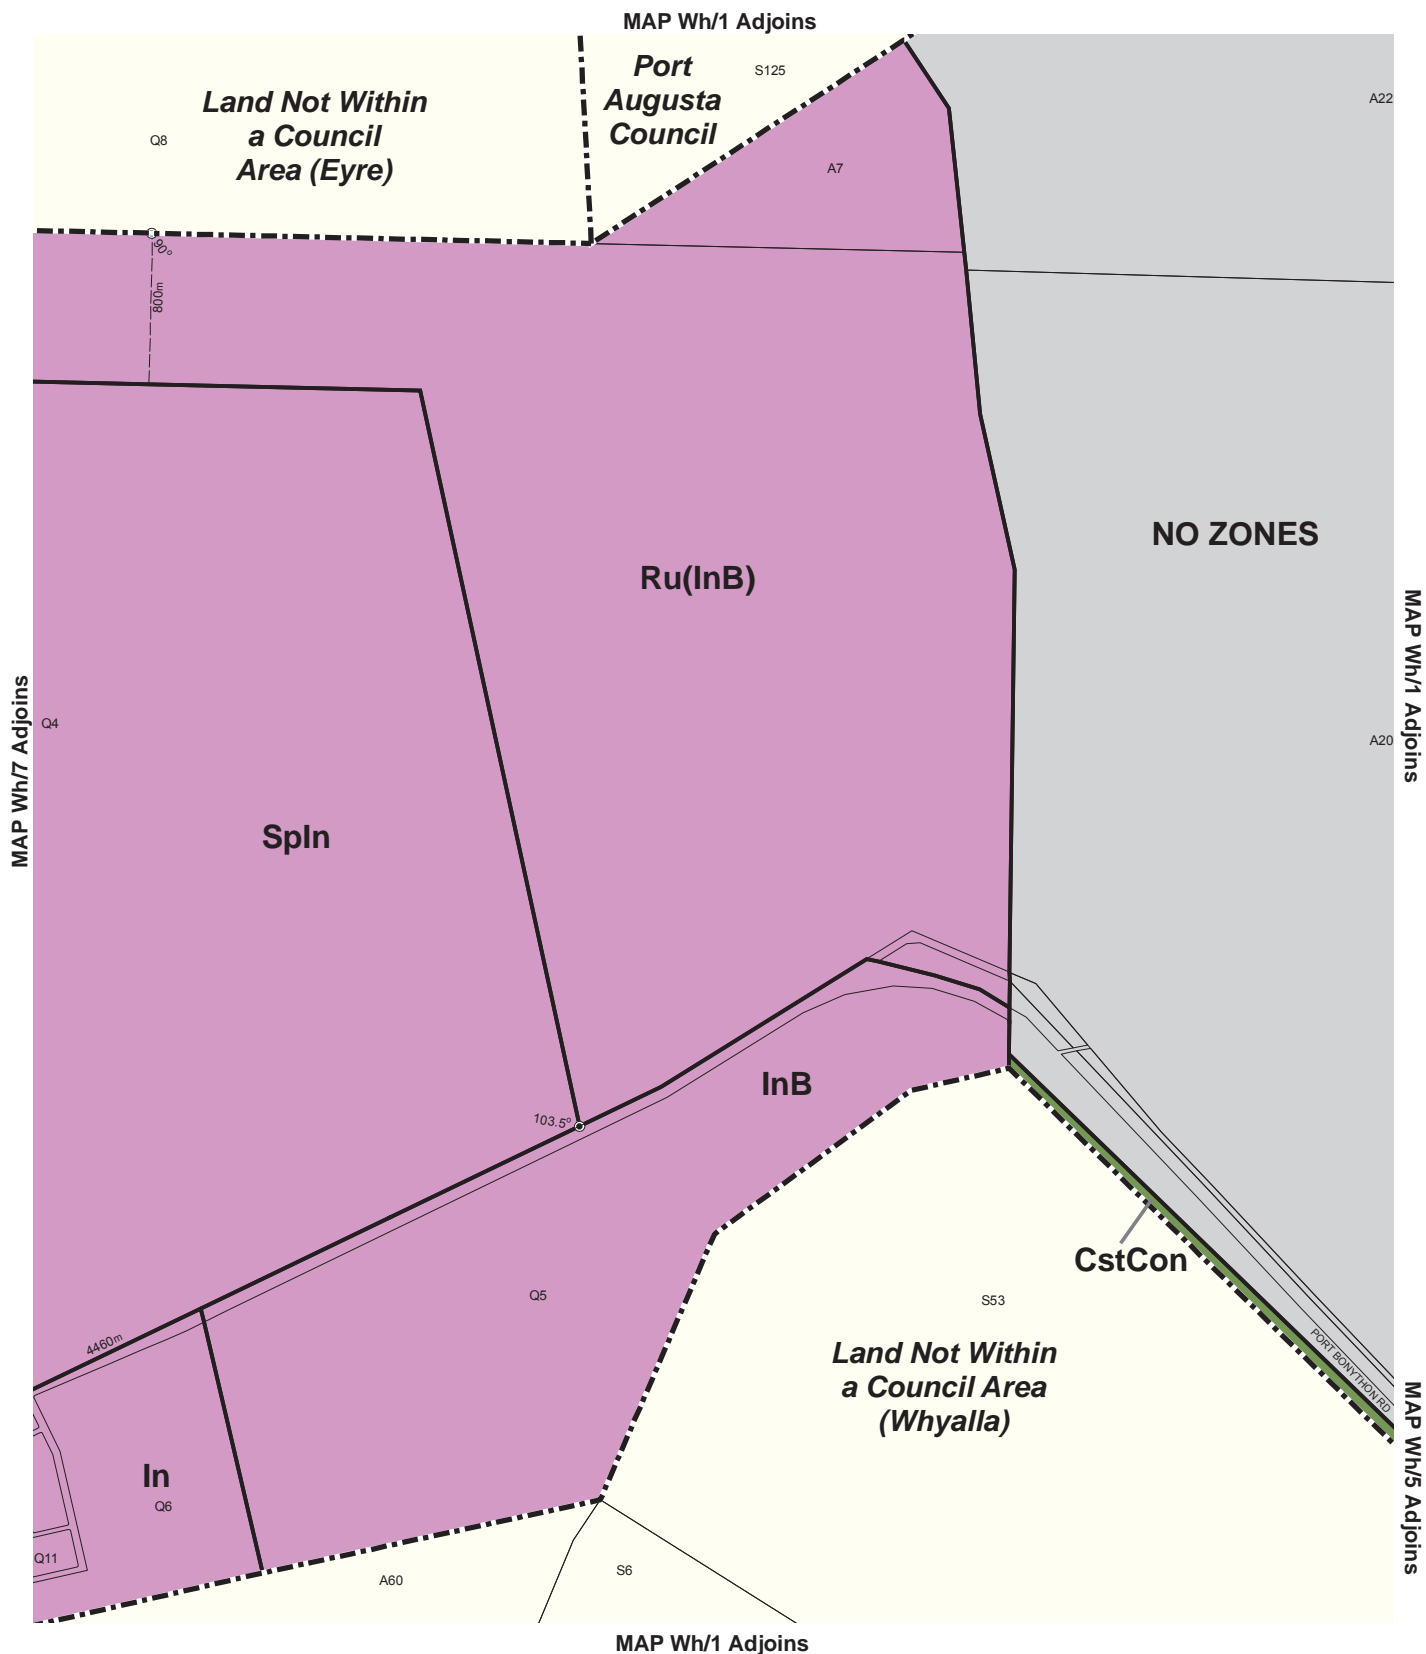 MAP Wh/1 Adjoins
Land Not Within
a Council
Area (Eyre)
Q8
Port
Augusta
Council
S125
A22
A7
90°
800m
Ru(InB)
NO ZONES
MAP Wh/1 Adjoins
MAP Wh/7 Adjoins
Q4
A20
SpIn
InB
103.5°
CstCon
Q5
S53
Land Not Within
a Council Area
(Whyalla)
4460m
PORT BONYTHON RD
MAP Wh/5 Adjoins
In
Q6
Q11
A60
S6
MAP Wh/1 Adjoins